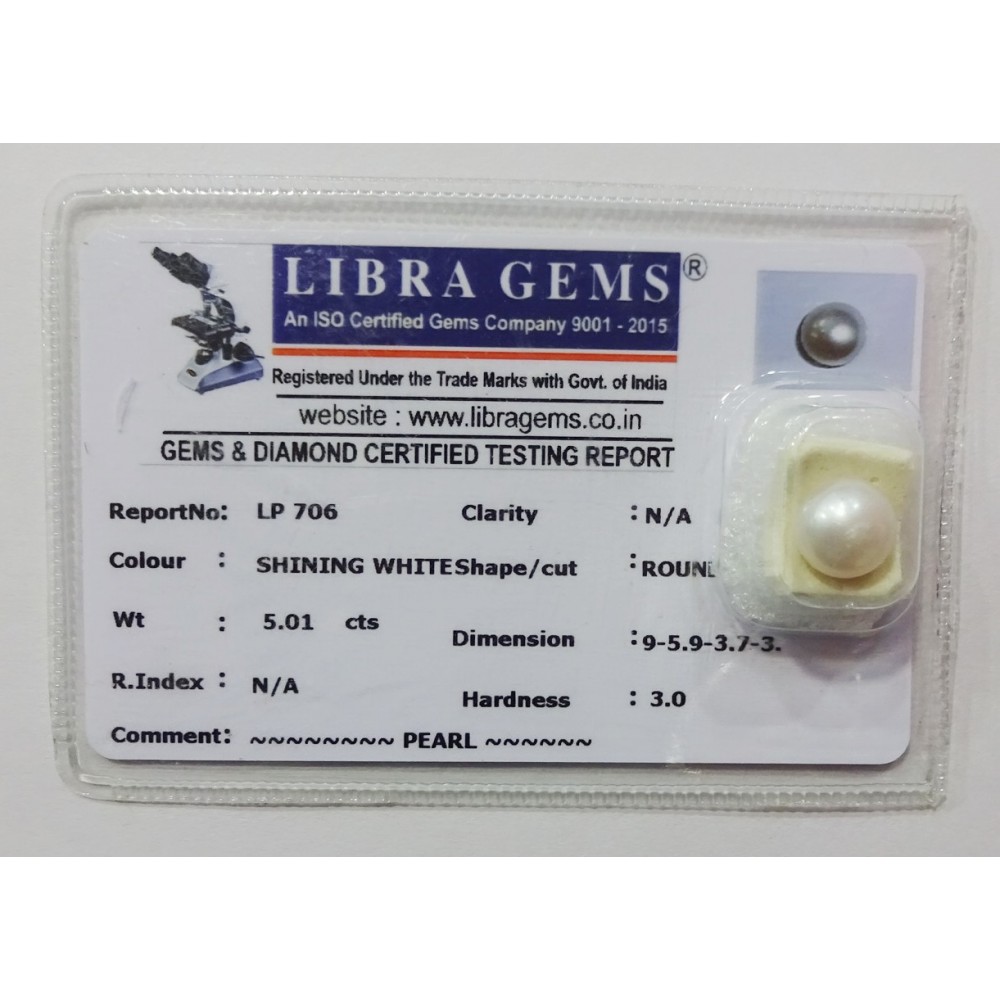 LIBRA GEMS ®
An ISO Certified Gems Company 9001 - 2015
Registered Under the Trade Marks with Govt. of India
website : www.libragems.co.in
GEMS & DIAMOND CERTIFIED TESTING REPORT
ReportNo: LP 706 Clarity : N/A
Colour : SHINING WHITE Shape/cut : ROUN
Wt : 5.01 cts Dimension : 9-5.9-3.7-3.
R.Index : N/A Hardness : 3.0
Comment: ~~~~~~~~ PEARL ~~~~~~